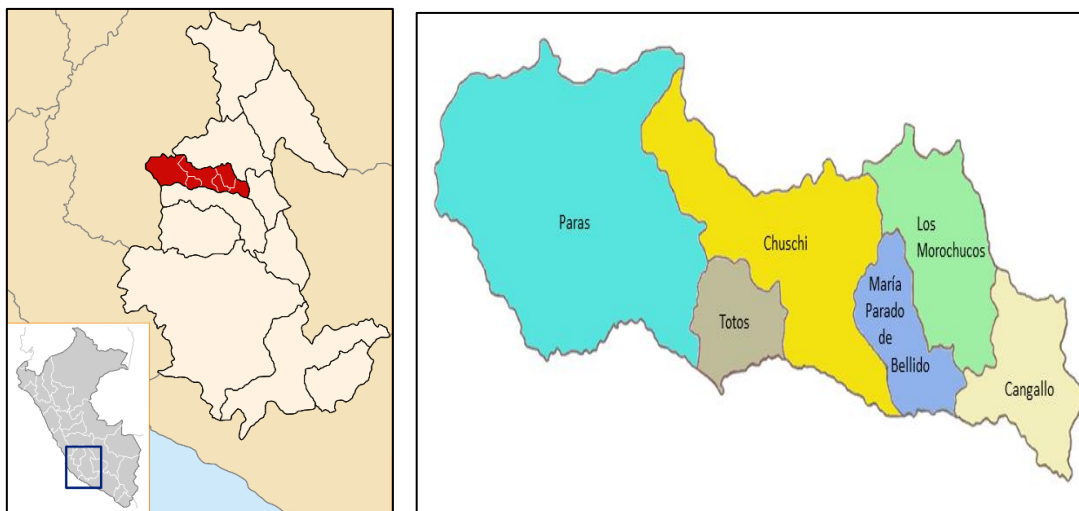 Paras
Chuschi
Los
Morochucos
María
Parado
de
Bellido
Totos
Cangallo